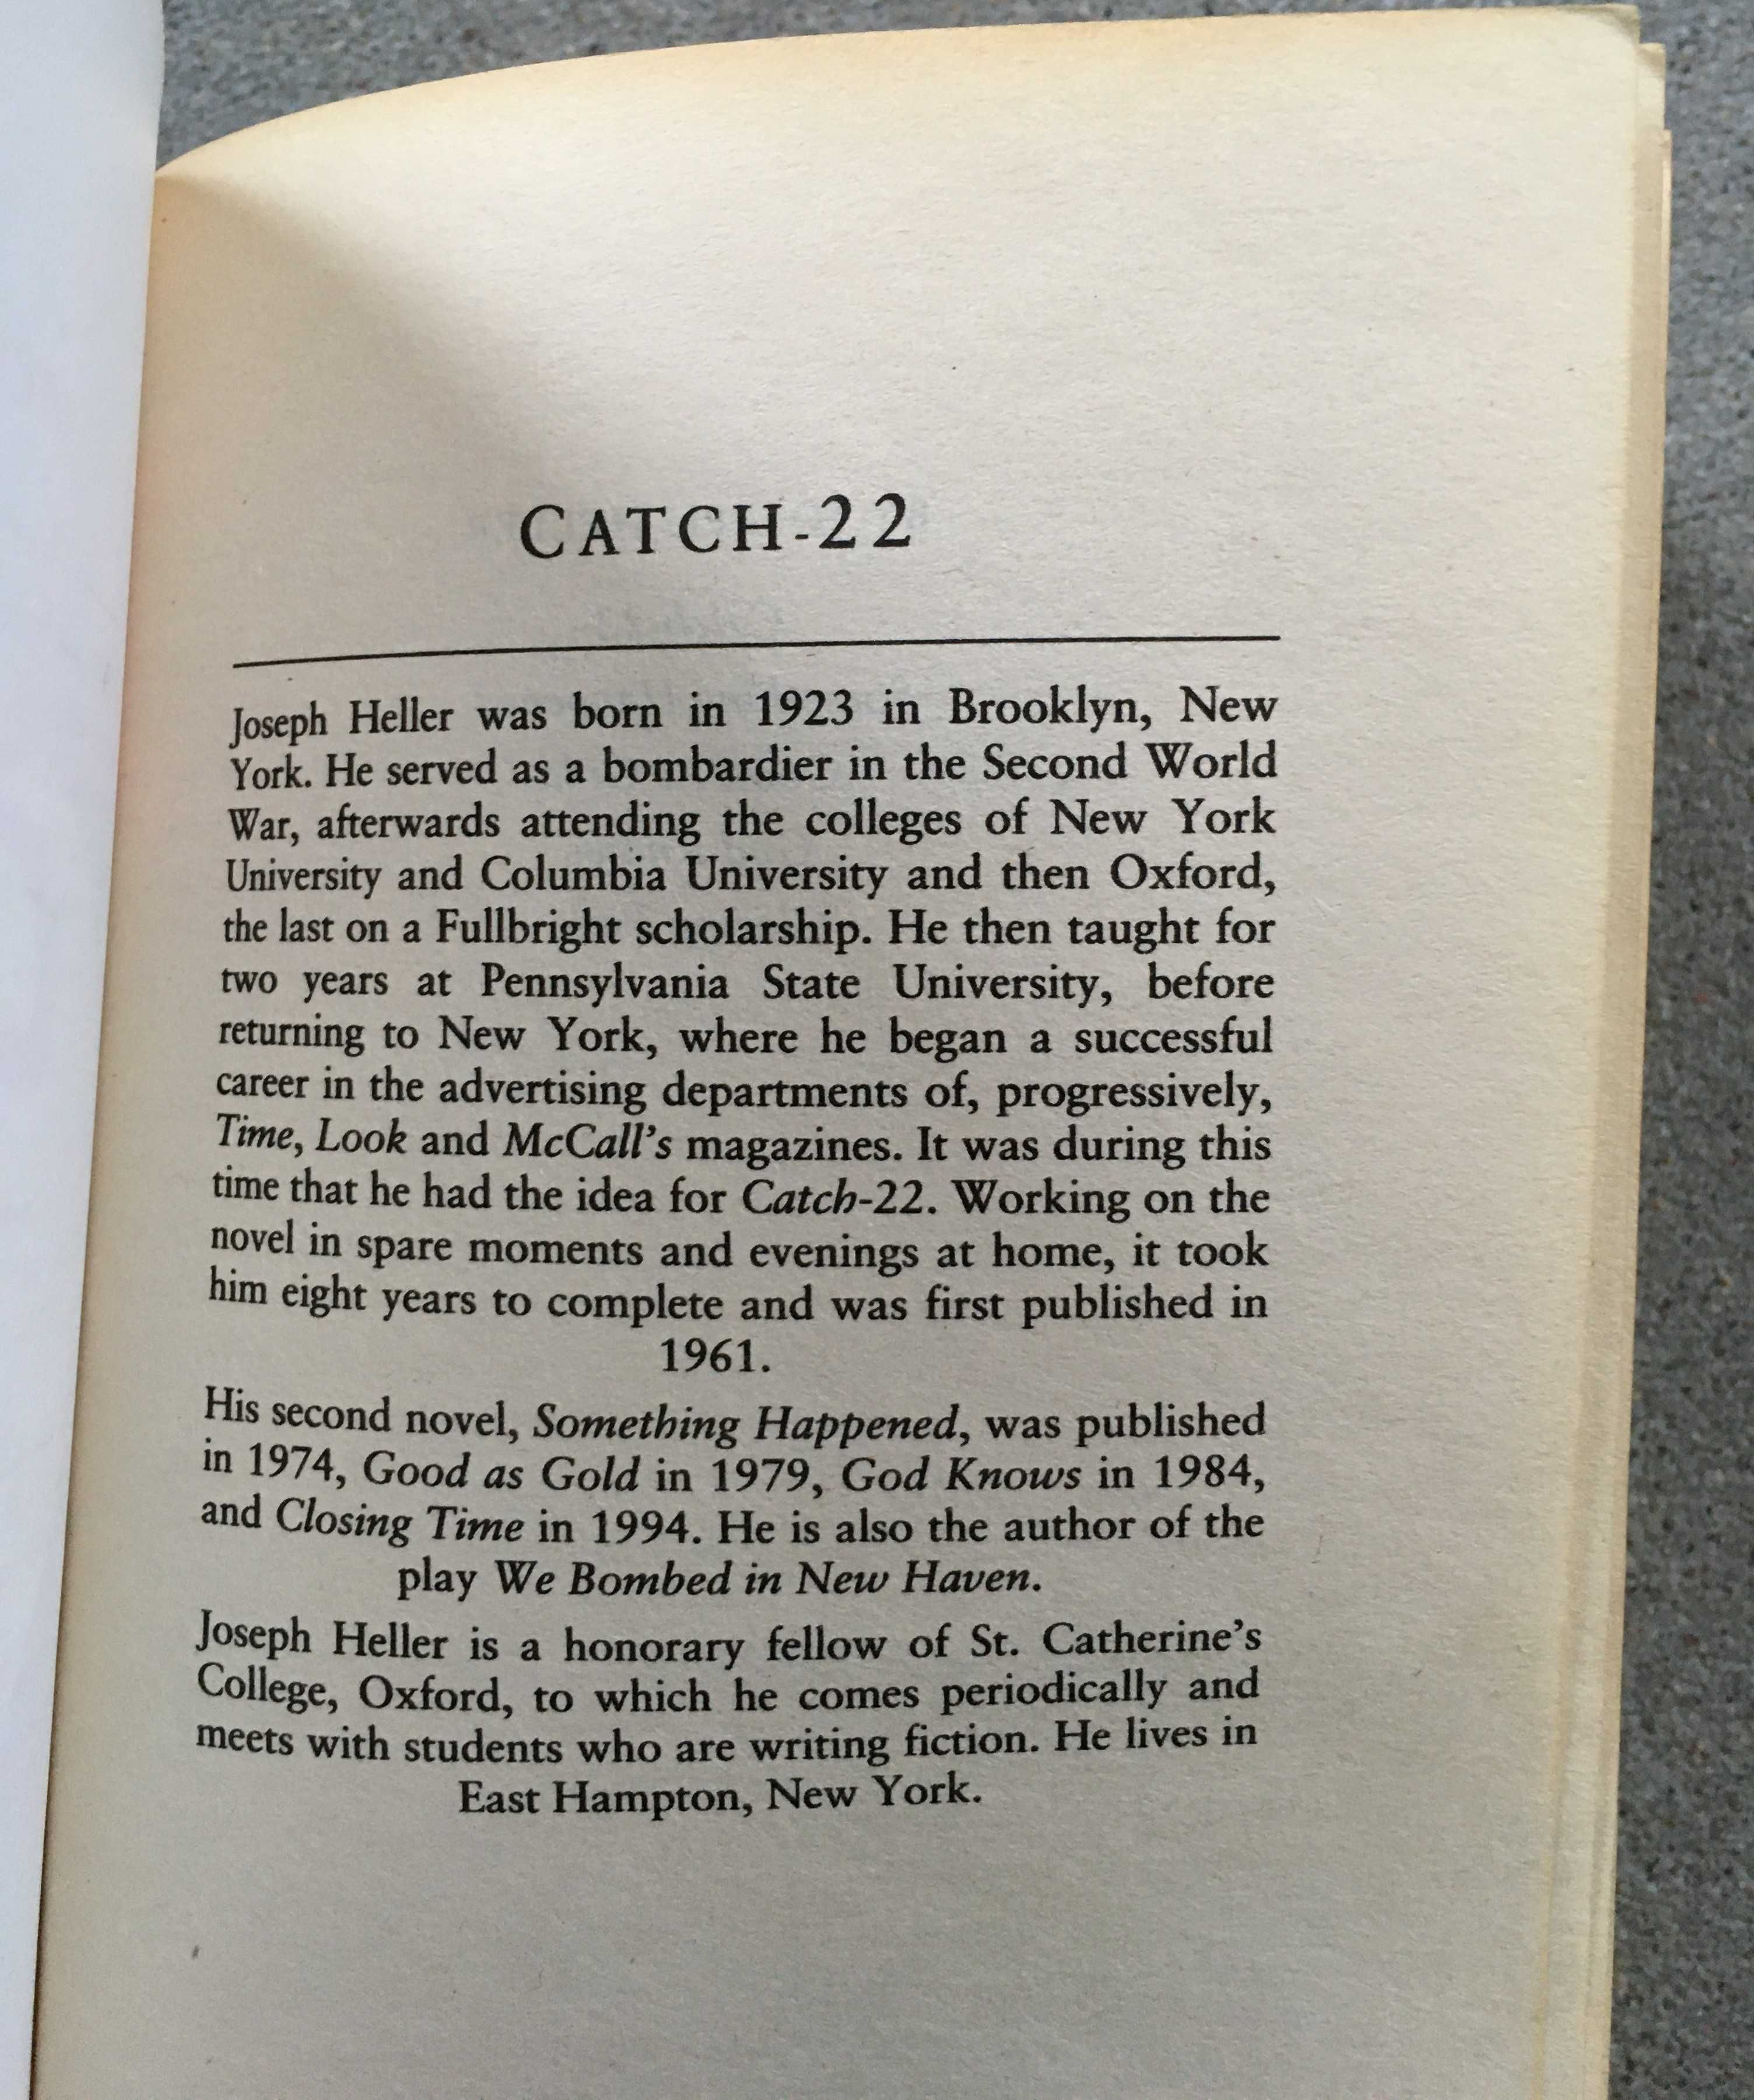 CATCH-22
Joseph Heller was born in 1923 in Brooklyn, New
York. He served as a bombardier in the Second World
War, afterwards attending the colleges of New York
University and Columbia University and then Oxford,
the last on a Fullbright scholarship. He then taught for
two years at Pennsylvania State University, before
returning to New York, where he began a successful
career in the advertising departments of, progressively,
Time, Look and McCall's magazines. It was during this
time that he had the idea for Catch-22. Working on the
novel in spare moments and evenings at home, it took
him eight years to complete and was first published in
1961.
His second novel, Something Happened, was published
in 1974, Good as Gold in 1979, God Knows in 1984,
and Closing Time in 1994. He is also the author of the
play We Bombed in New Haven.
Joseph Heller is a honorary fellow of St. Catherine's
College, Oxford, to which he comes periodically and
meets with students who are writing fiction. He lives in
East Hampton, New York.